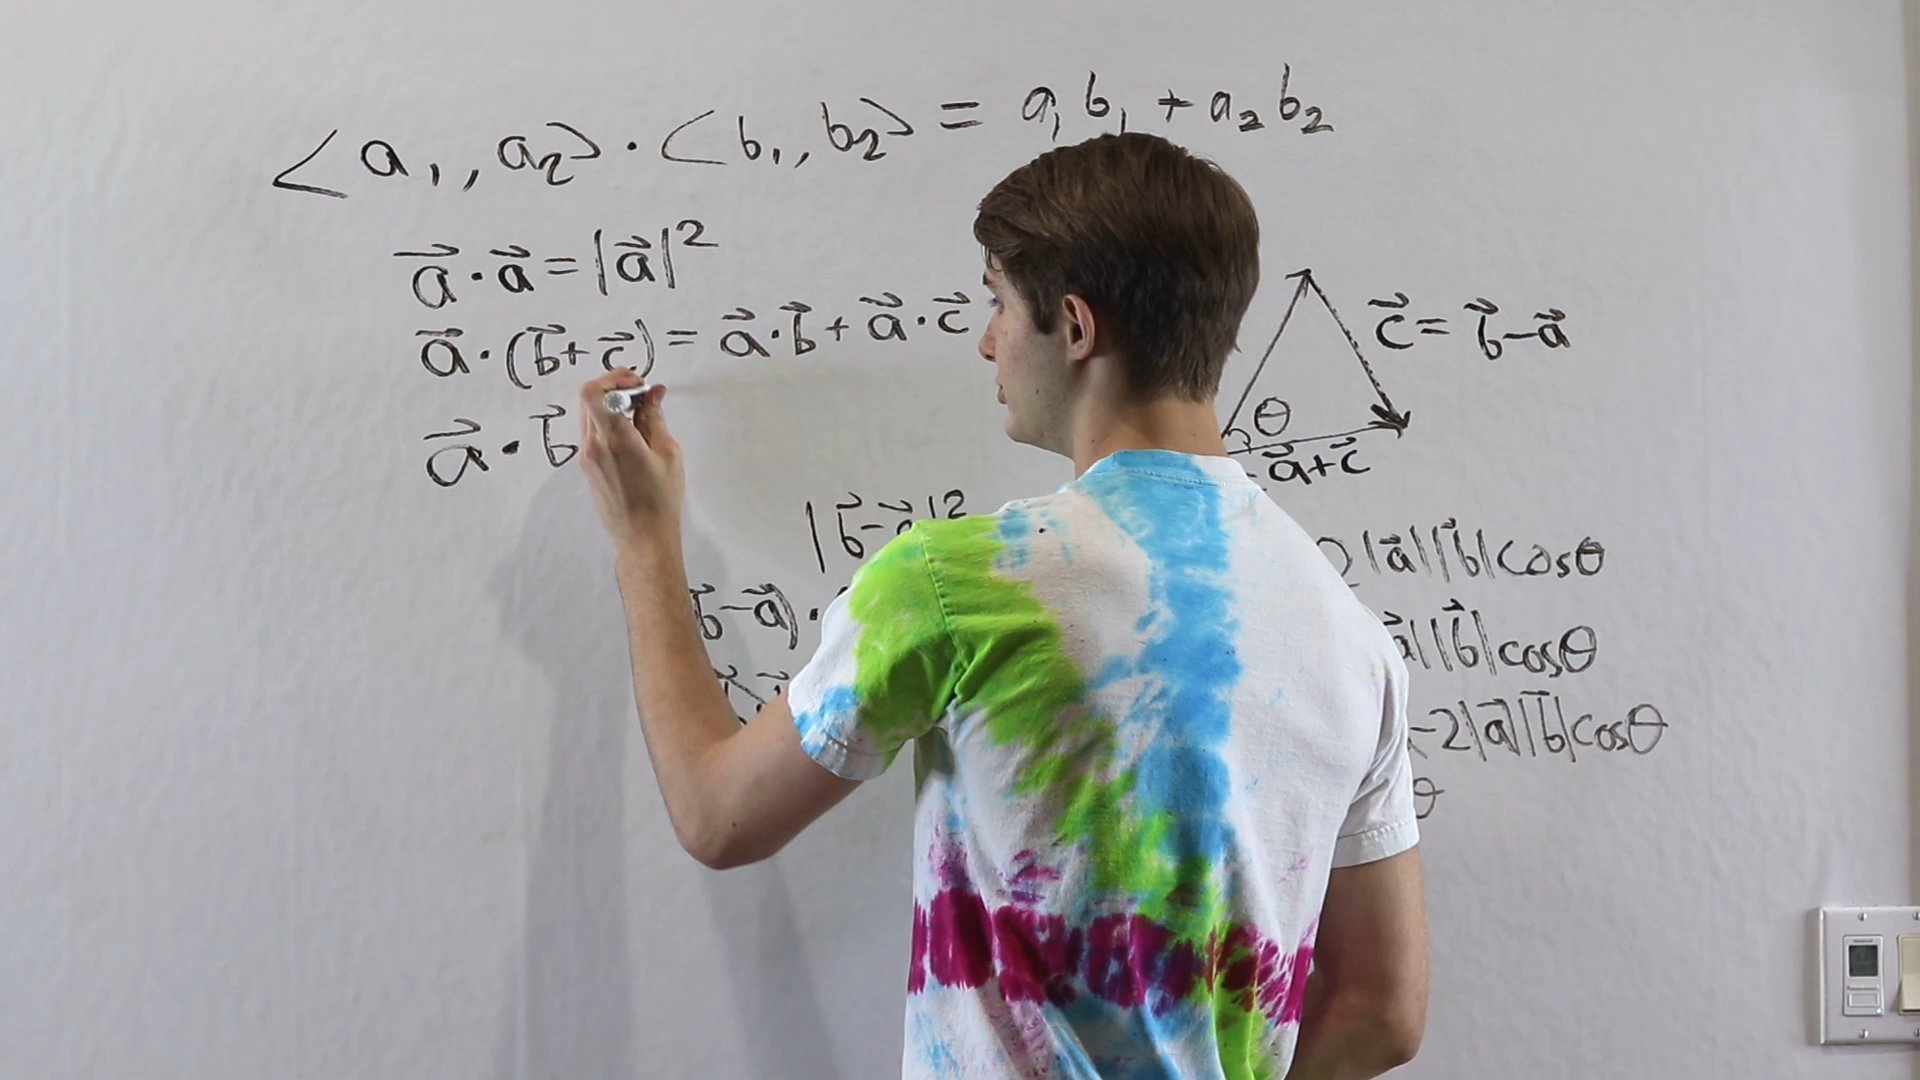 <a₁, a₂> · <b₁, b₂> = a₁b₁ + a₂b₂
a⃗ · a⃗ = |a⃗|²
a⃗ · (b⃗ + c⃗) = a⃗ · b⃗ + a⃗ · c⃗
a⃗ · b⃗
c⃗ = b⃗ - a⃗
θ
a⃗ + c⃗
|b⃗ - a⃗|²
2|a⃗||b⃗|cosθ
b⃗ - a⃗) ·
a⃗||b⃗|cosθ
-2|a⃗||b⃗|cosθ
θ